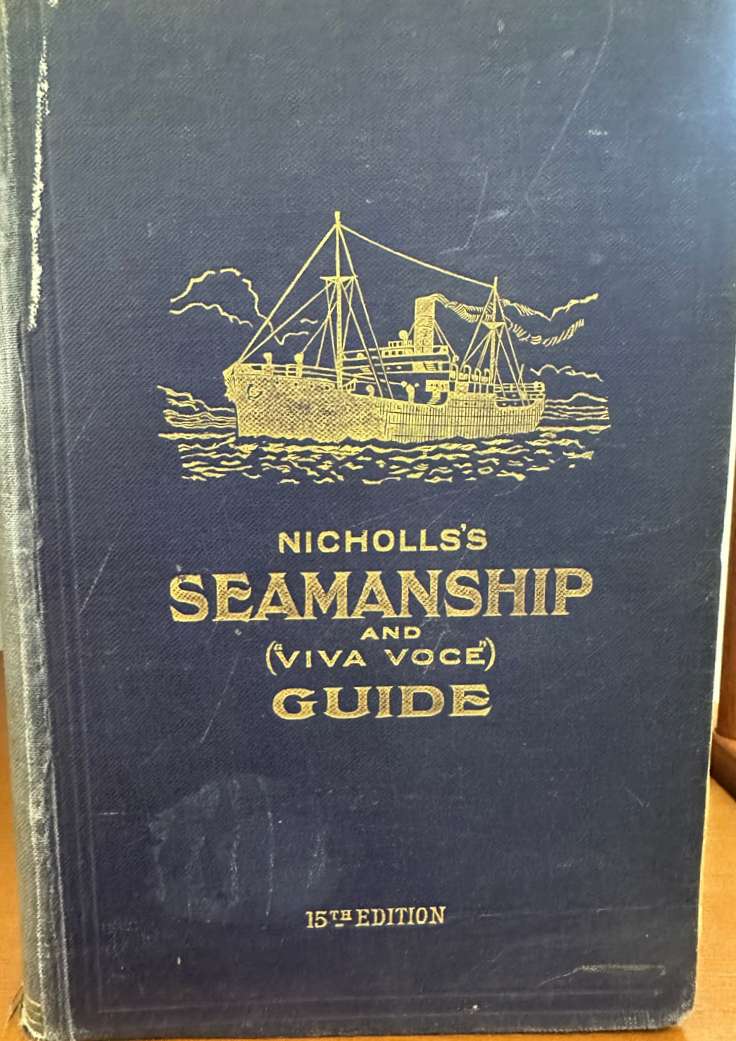 NICHOLLS'S
SEAMANSHIP
AND
("VIVA VOCE")
GUIDE
15TH EDITION